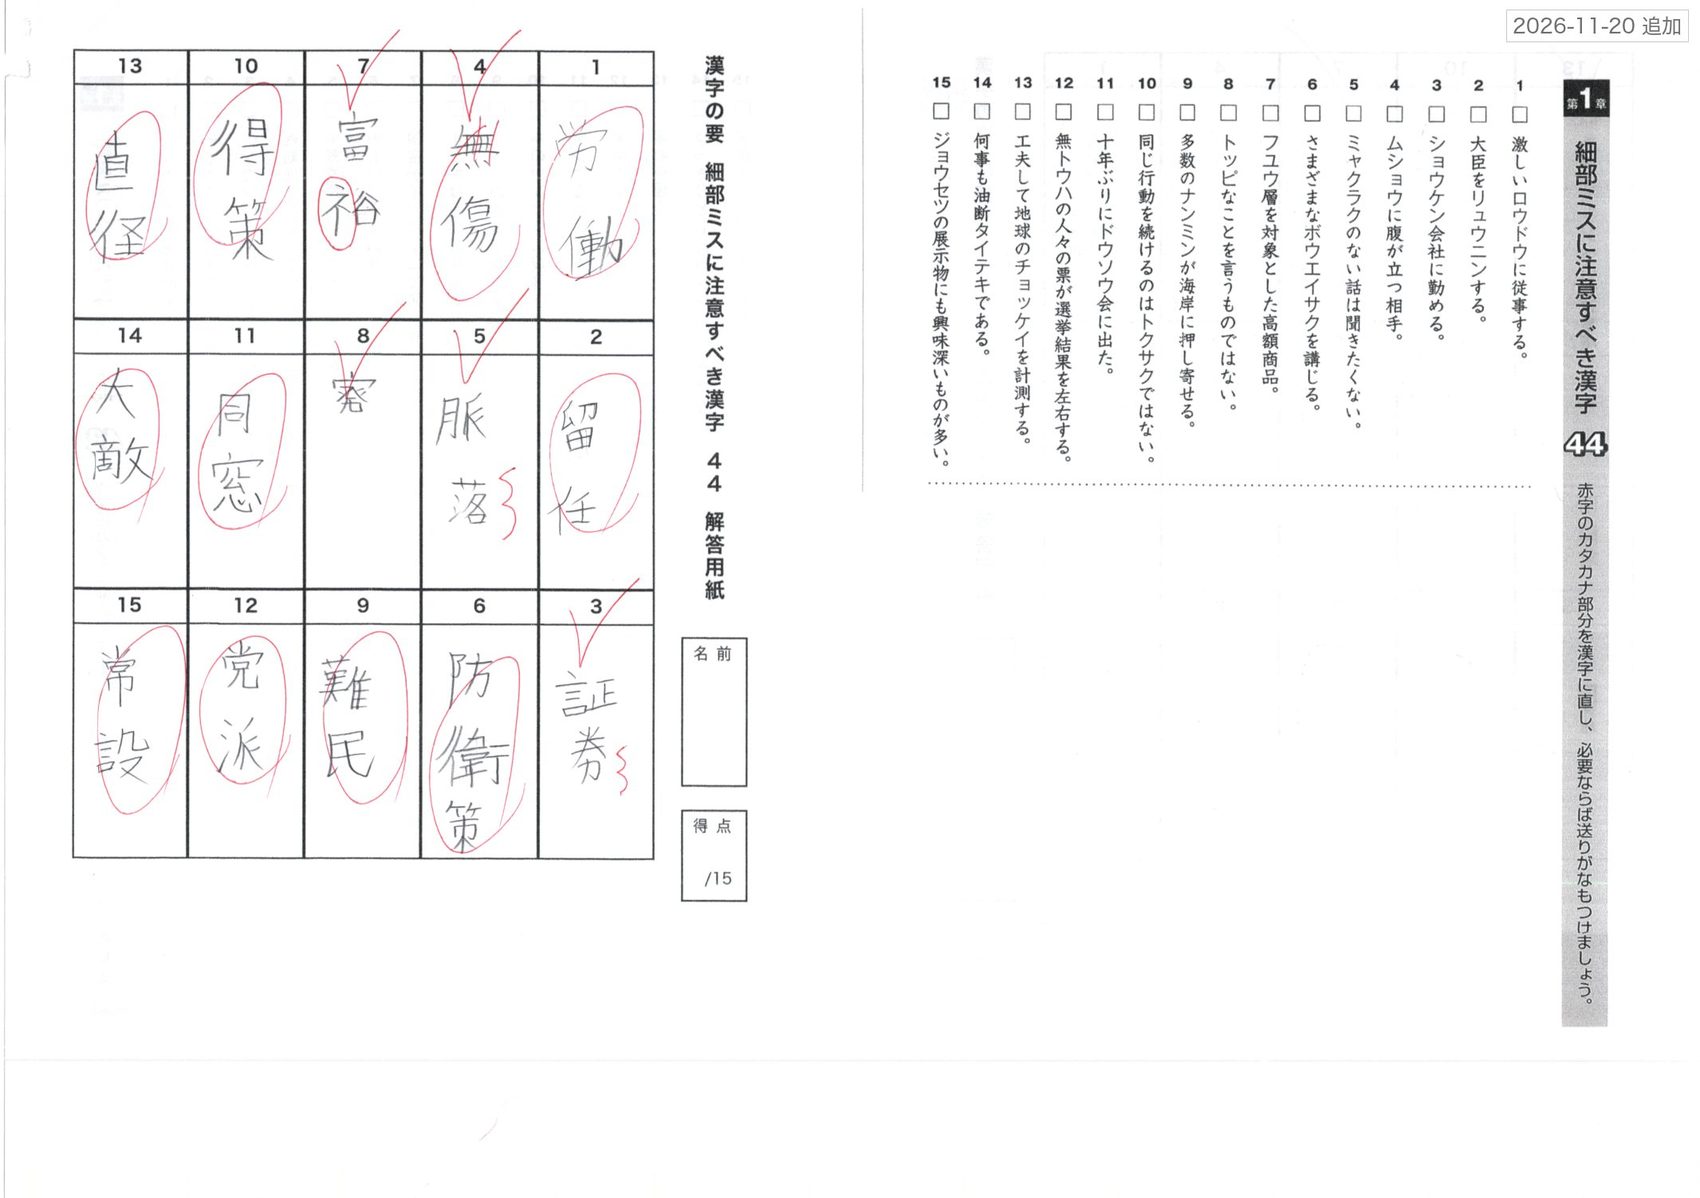 2026-11-20 追加
第1章 細部ミスに注意すべき漢字 44 赤字のカタカナ部分を漢字に直し、必要ならば送りがなもつけましょう。
1 □ 激しいロウドウに従事する。
2 □ 大臣をリュウニンする。
3 □ ショウケン会社に勤める。
4 □ ムショウに腹が立つ相手。
5 □ ミャクラクのない話は聞きたくない。
6 □ さまざまなボウエイサクを講じる。
7 □ フユウ層を対象とした高額商品。
8 □ トッピなことを言うものではない。
9 □ 多数のナンミンが海岸に押し寄せる。
10 □ 同じ行動を続けるのはトクサクではない。
11 □ 十年ぶりにドウソウ会に出た。
12 □ 無トウハの人々の票が選挙結果を左右する。
13 □ 工夫して地球のチョッケイを計測する。
14 □ 何事も油断タイテキである。
15 □ ジョウセツの展示物にも興味深いものが多い。
漢字の要 細部ミスに注意すべき漢字 44 解答用紙
名前
得点
/15
1
労働
2
留任
3
証券
4
無傷
5
脈落
6
防衛策
7
富裕
8
9
難民
10
得策
11
同窓
12
党派
13
直径
14
大敵
15
常設